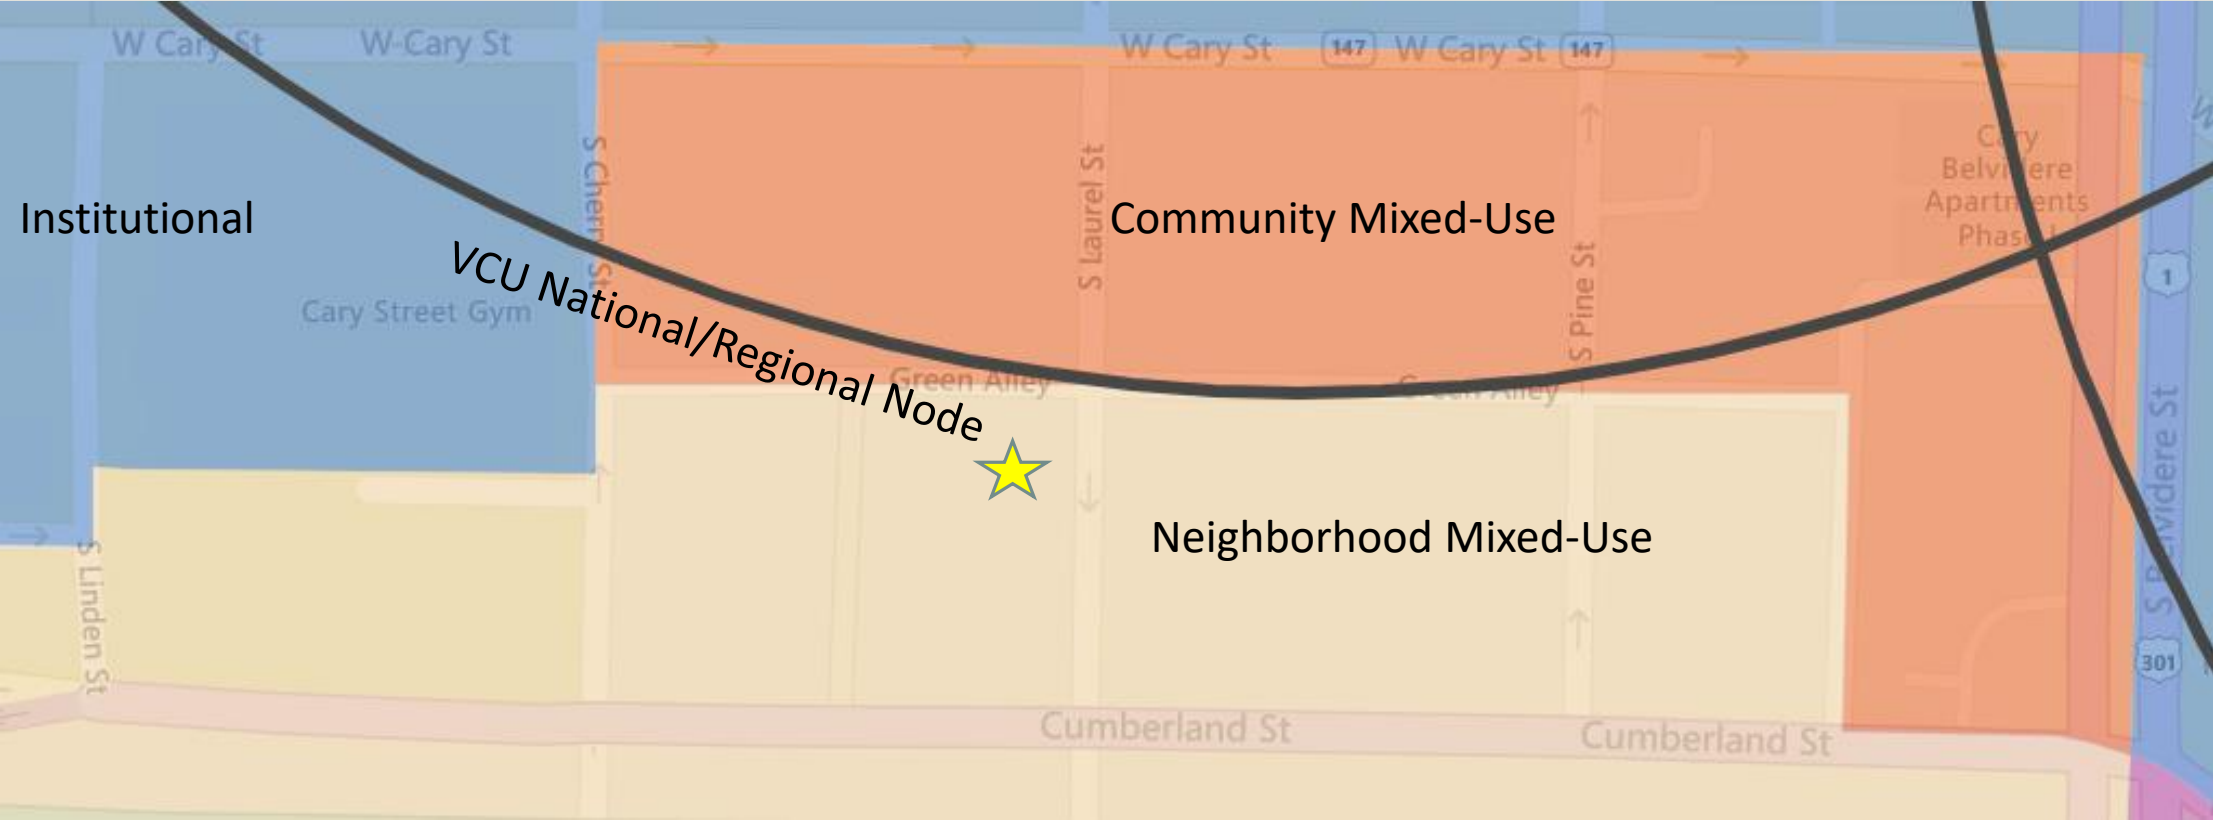 W Cary St
W-Cary St
W Cary St
147
W Cary St
147
S Cherry St
S Laurel St
Cary
Belvidere
Apartments
Phase I
Institutional
Community Mixed-Use
S Pine St
1
VCU National/Regional Node
Cary Street Gym
Green Alley
Green Alley
S Belvidere St
Neighborhood Mixed-Use
S Linden St
301
Cumberland St
Cumberland St